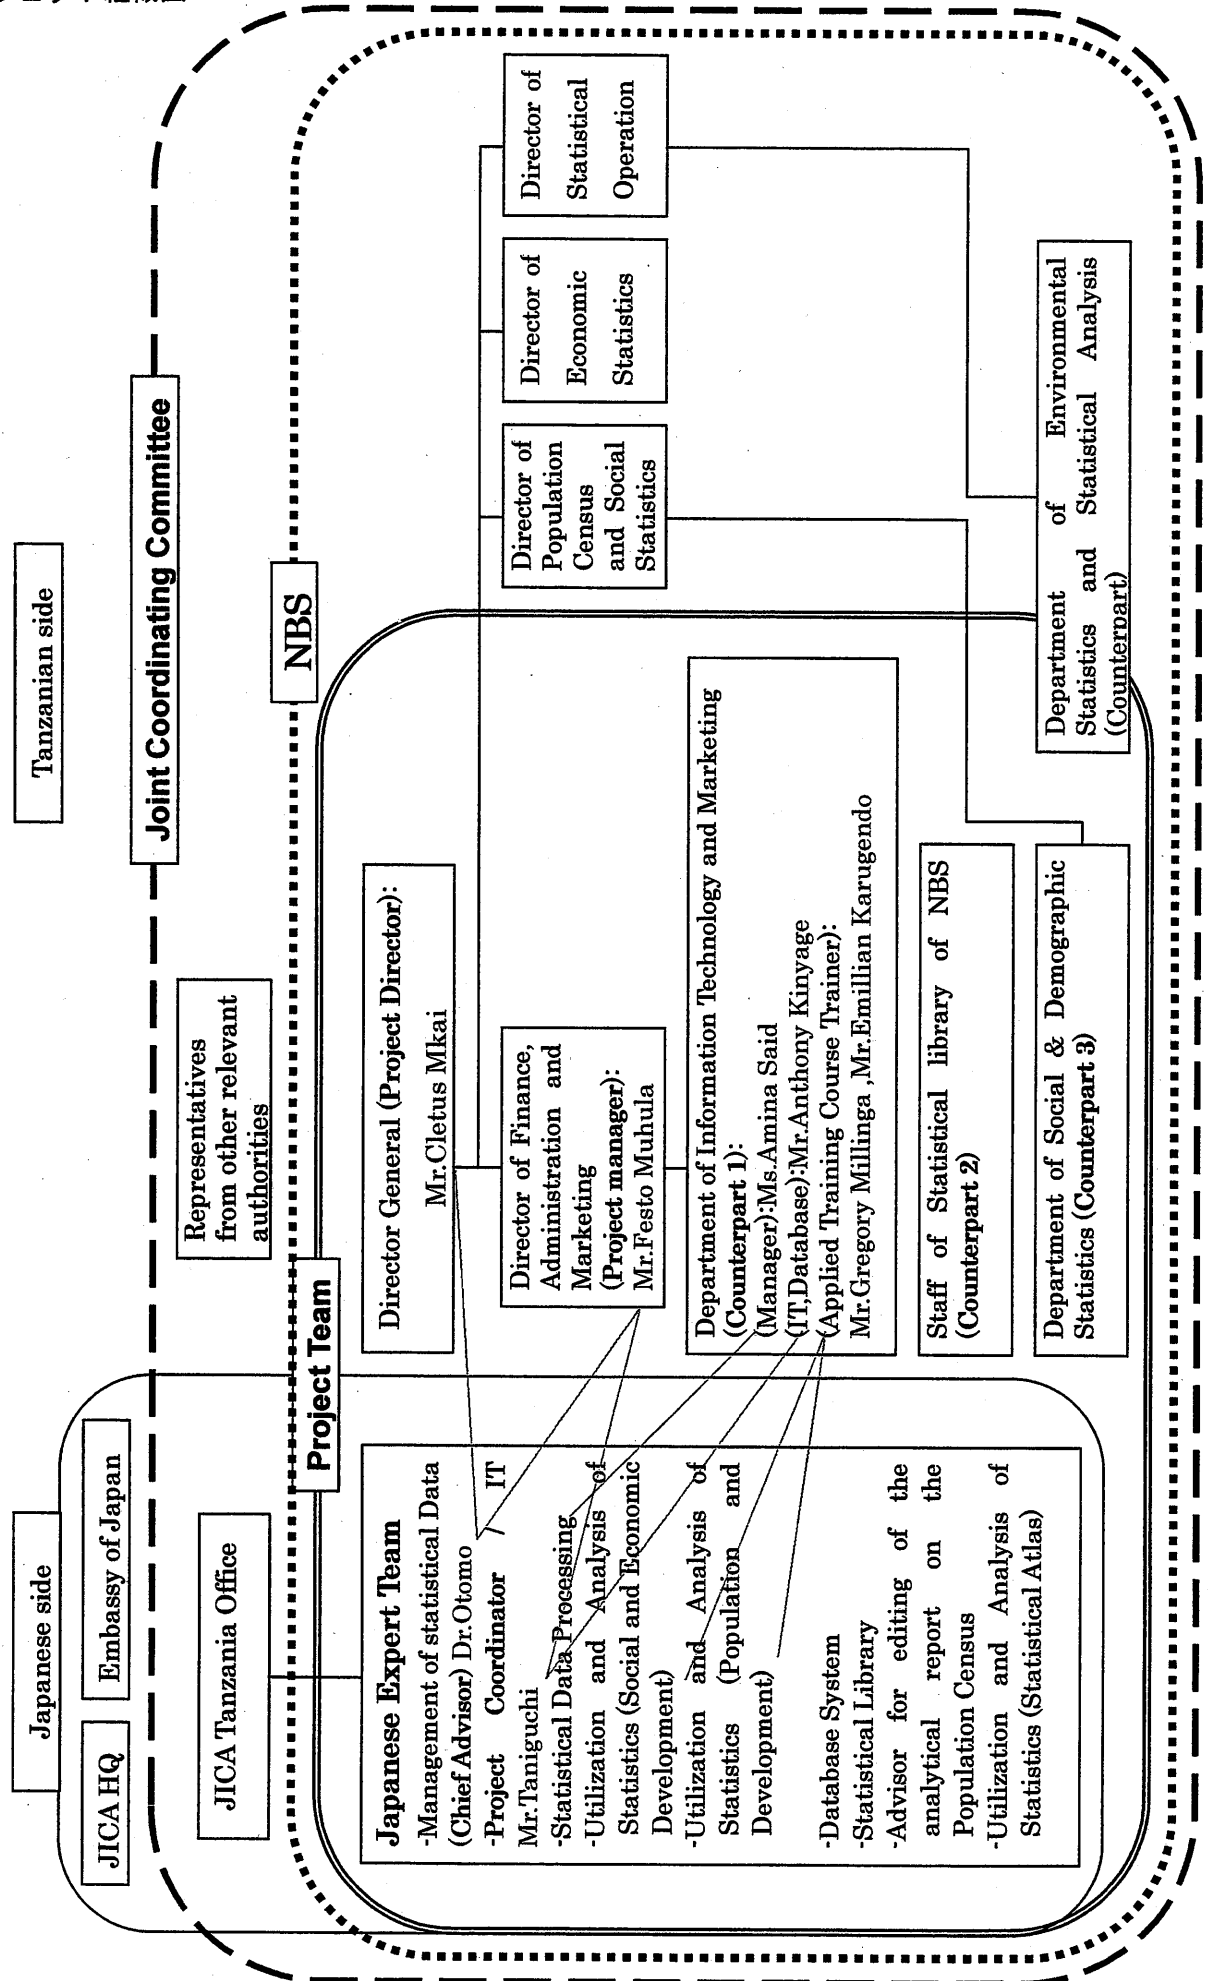 Japanese side
Tanzanian side
JICA HQ
Embassy of Japan
Joint Coordinating Committee
JICA Tanzania Office
Representatives
from other relevant
authorities
NBS
Project Team
Japanese Expert Team
-Management of statistical Data
(Chief Advisor) Dr.Otomo
-Project Coordinator / IT
Mr.Taniguchi
-Statistical Data Processing
-Utilization and Analysis of
Statistics (Social and Economic
Development)
-Utilization and Analysis of
Statistics (Population and
Development)
-Database System
-Statistical Library
-Advisor for editing of the
analytical report on the
Population Census
-Utilization and Analysis of
Statistics (Statistical Atlas)
Director General (Project Director):
Mr.Cletus Mkai
Director of Finance,
Administration and
Marketing
(Project manager):
Mr.Festo Muhula
Director of
Population
Census
and Social
Statistics
Director of
Economic
Statistics
Director of
Statistical
Operation
Department of Information Technology and Marketing
(Counterpart 1):
(Manager):Ms.Amina Said
(IT,Database):Mr.Anthony Kinyage
(Applied Training Course Trainer):
Mr.Gregory Millinga ,Mr.Emillian Karugendo
Staff of Statistical library of NBS
(Counterpart 2)
Department of Social & Demographic
Statistics (Counterpart 3)
Department of Environmental
Statistics and Statistical Analysis
(Counterpart)